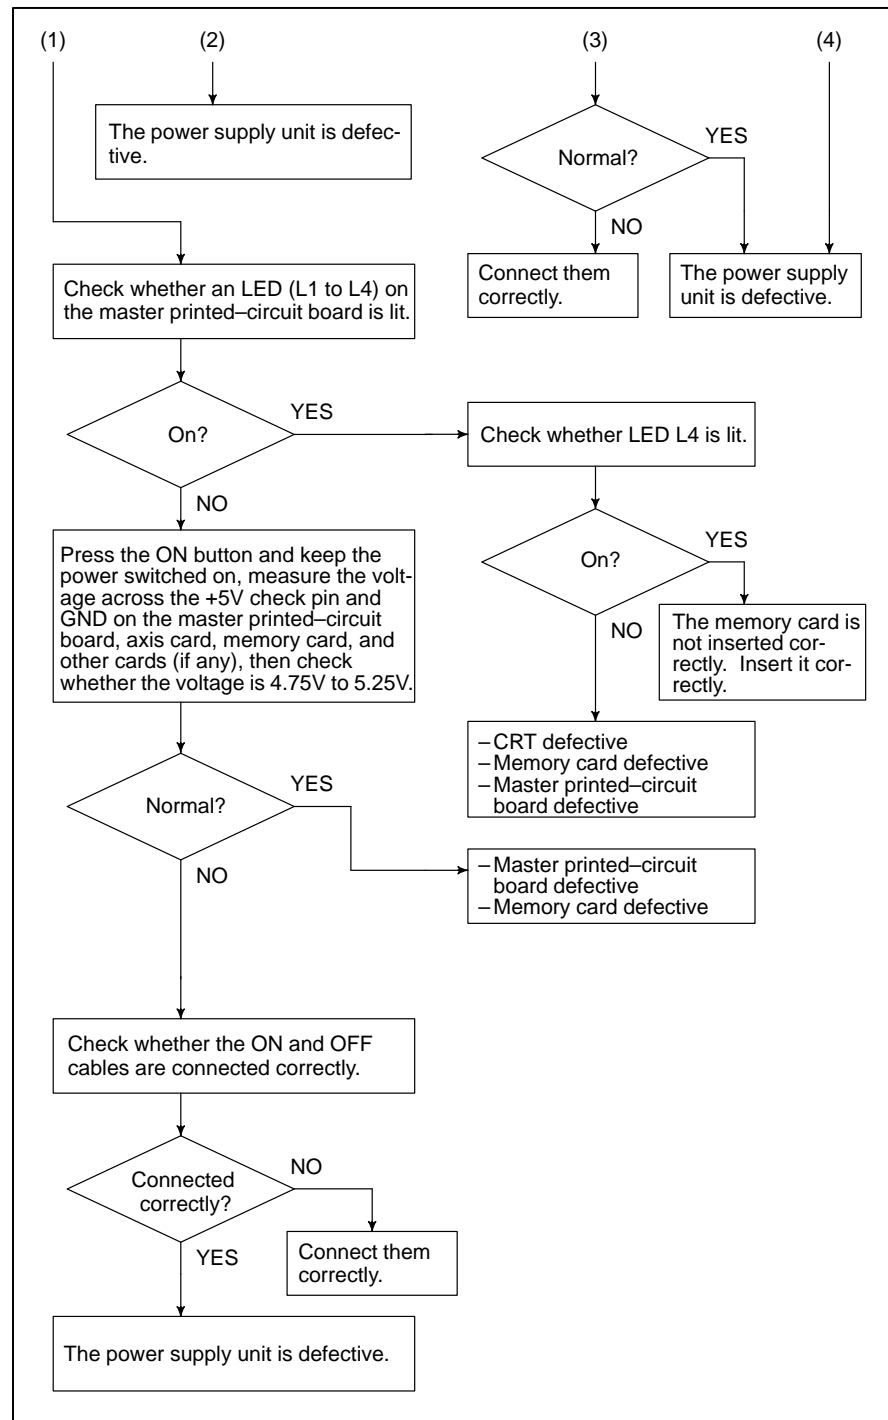 (1)
(2)
(3)
(4)
The power supply unit is defec-
tive.
Normal?
YES
NO
Connect them
correctly.
The power supply
unit is defective.
Check whether an LED (L1 to L4) on
the master printed–circuit board is lit.
On?
YES
NO
Check whether LED L4 is lit.
On?
YES
NO
The memory card is
not inserted cor-
rectly.  Insert it cor-
rectly.
– CRT defective
– Memory card defective
– Master printed–circuit
board defective
Press the ON button and keep the
power switched on, measure the volt-
age across the +5V check pin and
GND on the master printed–circuit
board, axis card, memory card, and
other cards (if any), then check
whether the voltage is 4.75V to 5.25V.
Normal?
YES
NO
– Master printed–circuit
board defective
– Memory card defective
Check whether the ON and OFF
cables are connected correctly.
Connected
correctly?
NO
YES
Connect them
correctly.
The power supply unit is defective.